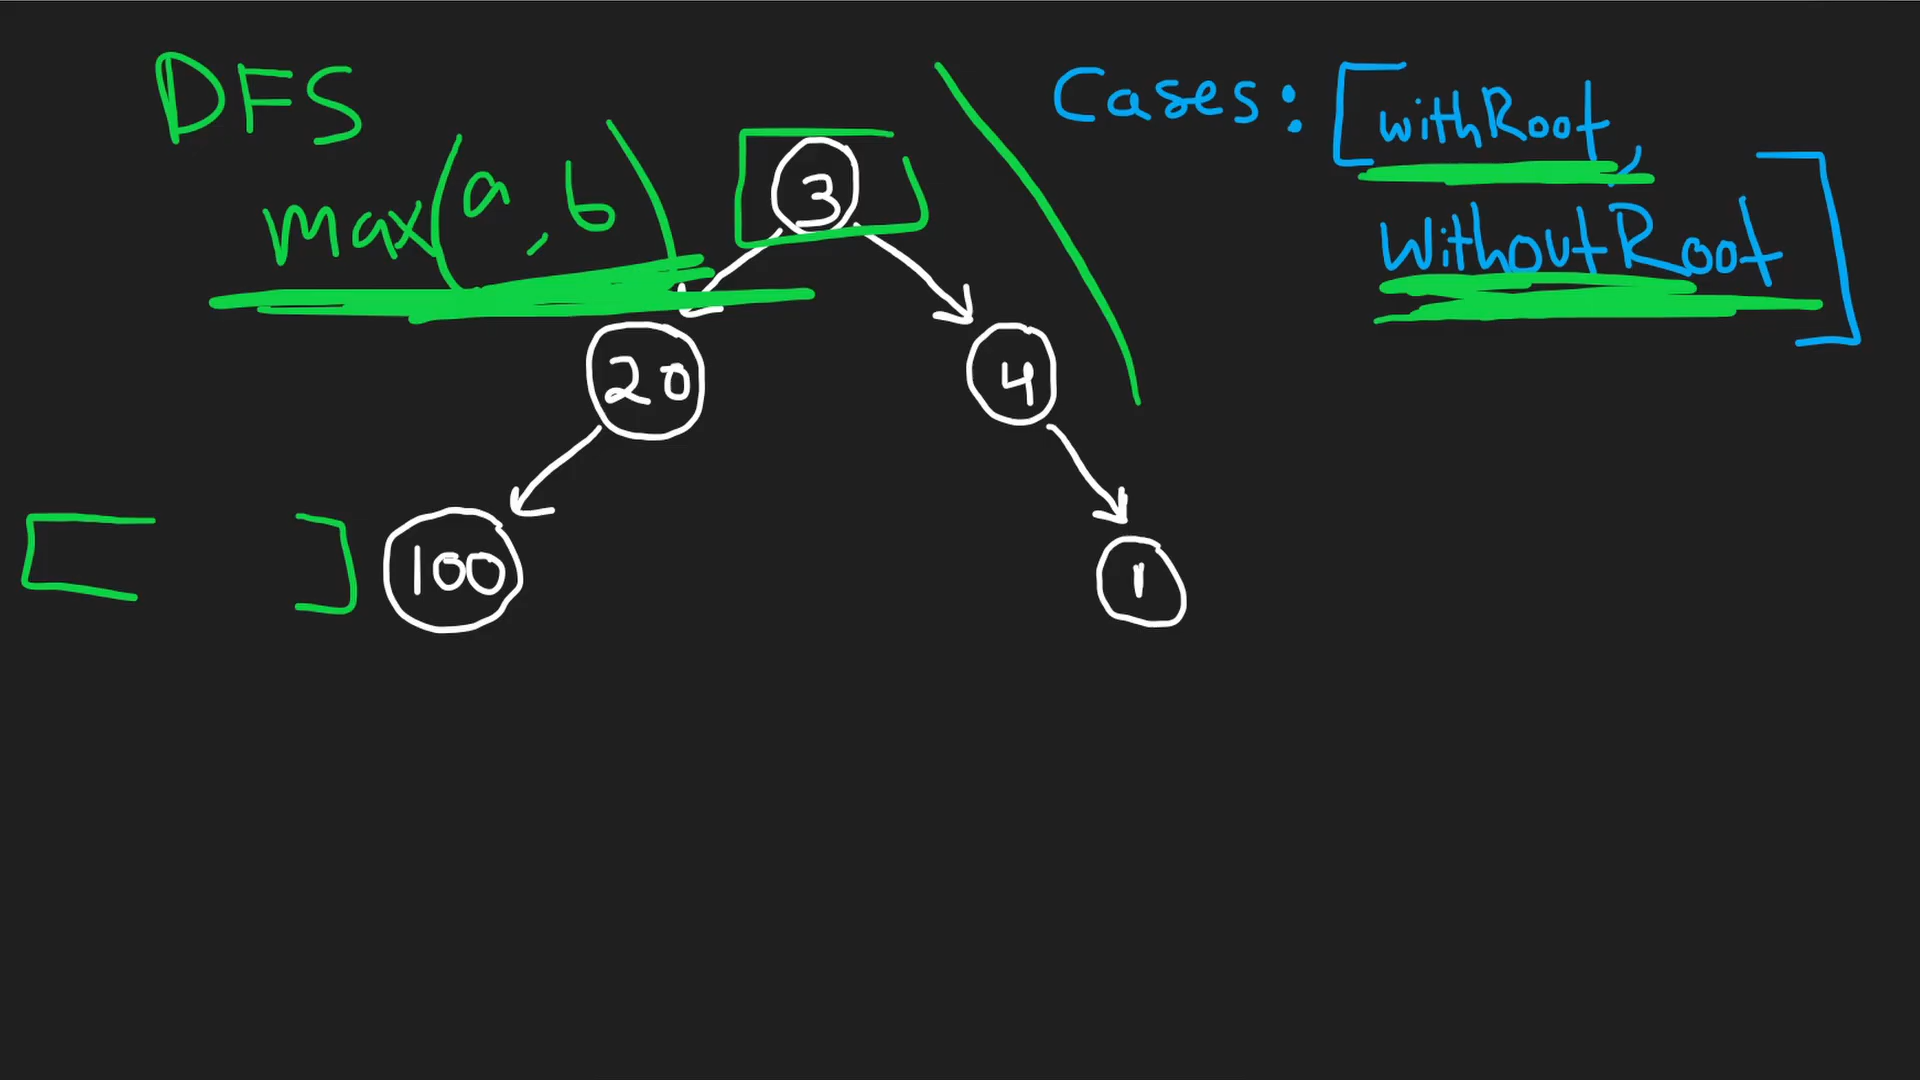 DFS
max(a, b)
Cases: [withRoot,
WithoutRoot]
3
20
4
[ ]
100
1